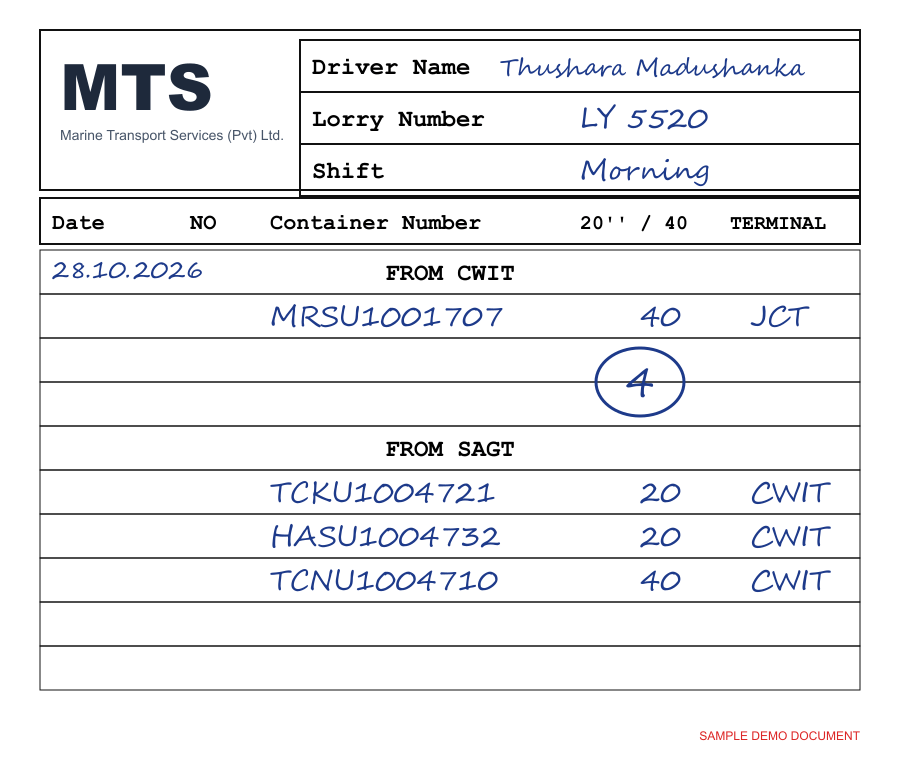 MTS
Marine Transport Services (Pvt) Ltd.
Driver Name Thushara Madushanka
Lorry Number LY 5520
Shift Morning
Date NO Container Number 20'' / 40 TERMINAL
28.10.2026 FROM CWIT
MRSU1001707 40 JCT
4
FROM SAGT
TCKU1004721 20 CWIT
HASU1004732 20 CWIT
TCNU1004710 40 CWIT
SAMPLE DEMO DOCUMENT